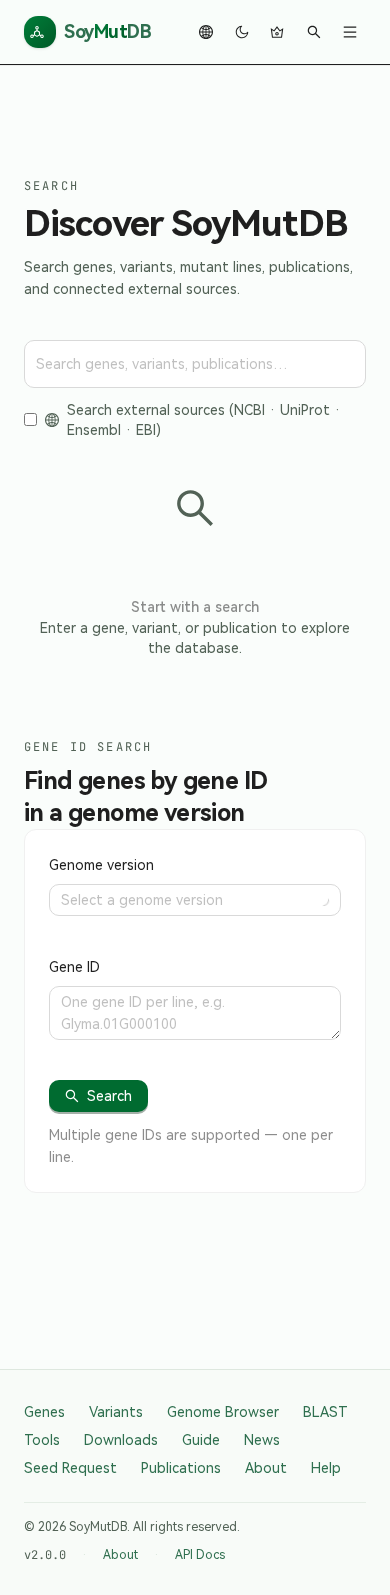 SoyMutDB
SEARCH
Discover SoyMutDB
Search genes, variants, mutant lines, publications,
and connected external sources.
Search genes, variants, publications...
Search external sources (NCBI · UniProt ·
Ensembl · EBI)
Start with a search
Enter a gene, variant, or publication to explore
the database.
GENE ID SEARCH
Find genes by gene ID
in a genome version
Genome version
Select a genome version
Gene ID
One gene ID per line, e.g.
Glyma.01G000100
Search
Multiple gene IDs are supported — one per
line.
Genes Variants Genome Browser BLAST
Tools Downloads Guide News
Seed Request Publications About Help
© 2026 SoyMutDB. All rights reserved.
v2.0.0 · About · API Docs